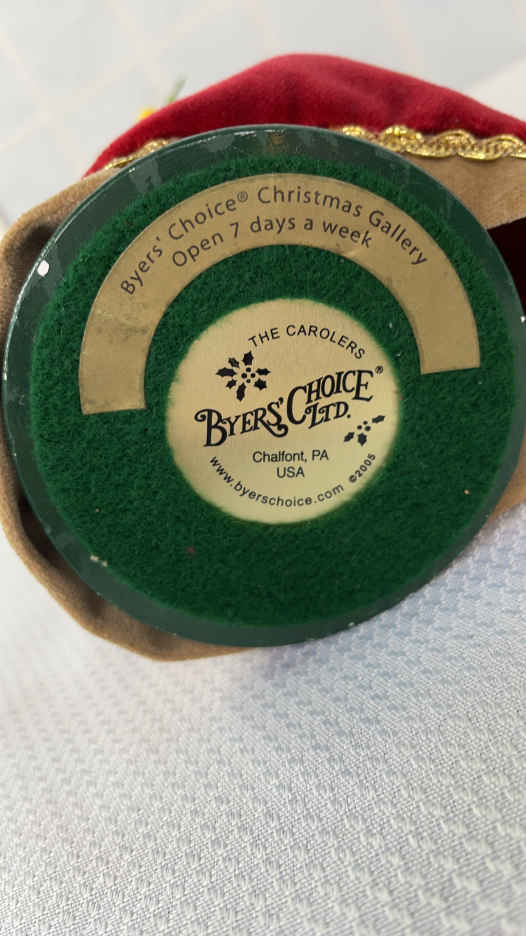 Byers' Choice® Christmas Gallery
Open 7 days a week
THE CAROLERS
BYERS' CHOICE®
LTD.
Chalfont, PA
USA
www.byerschoice.com ©2005